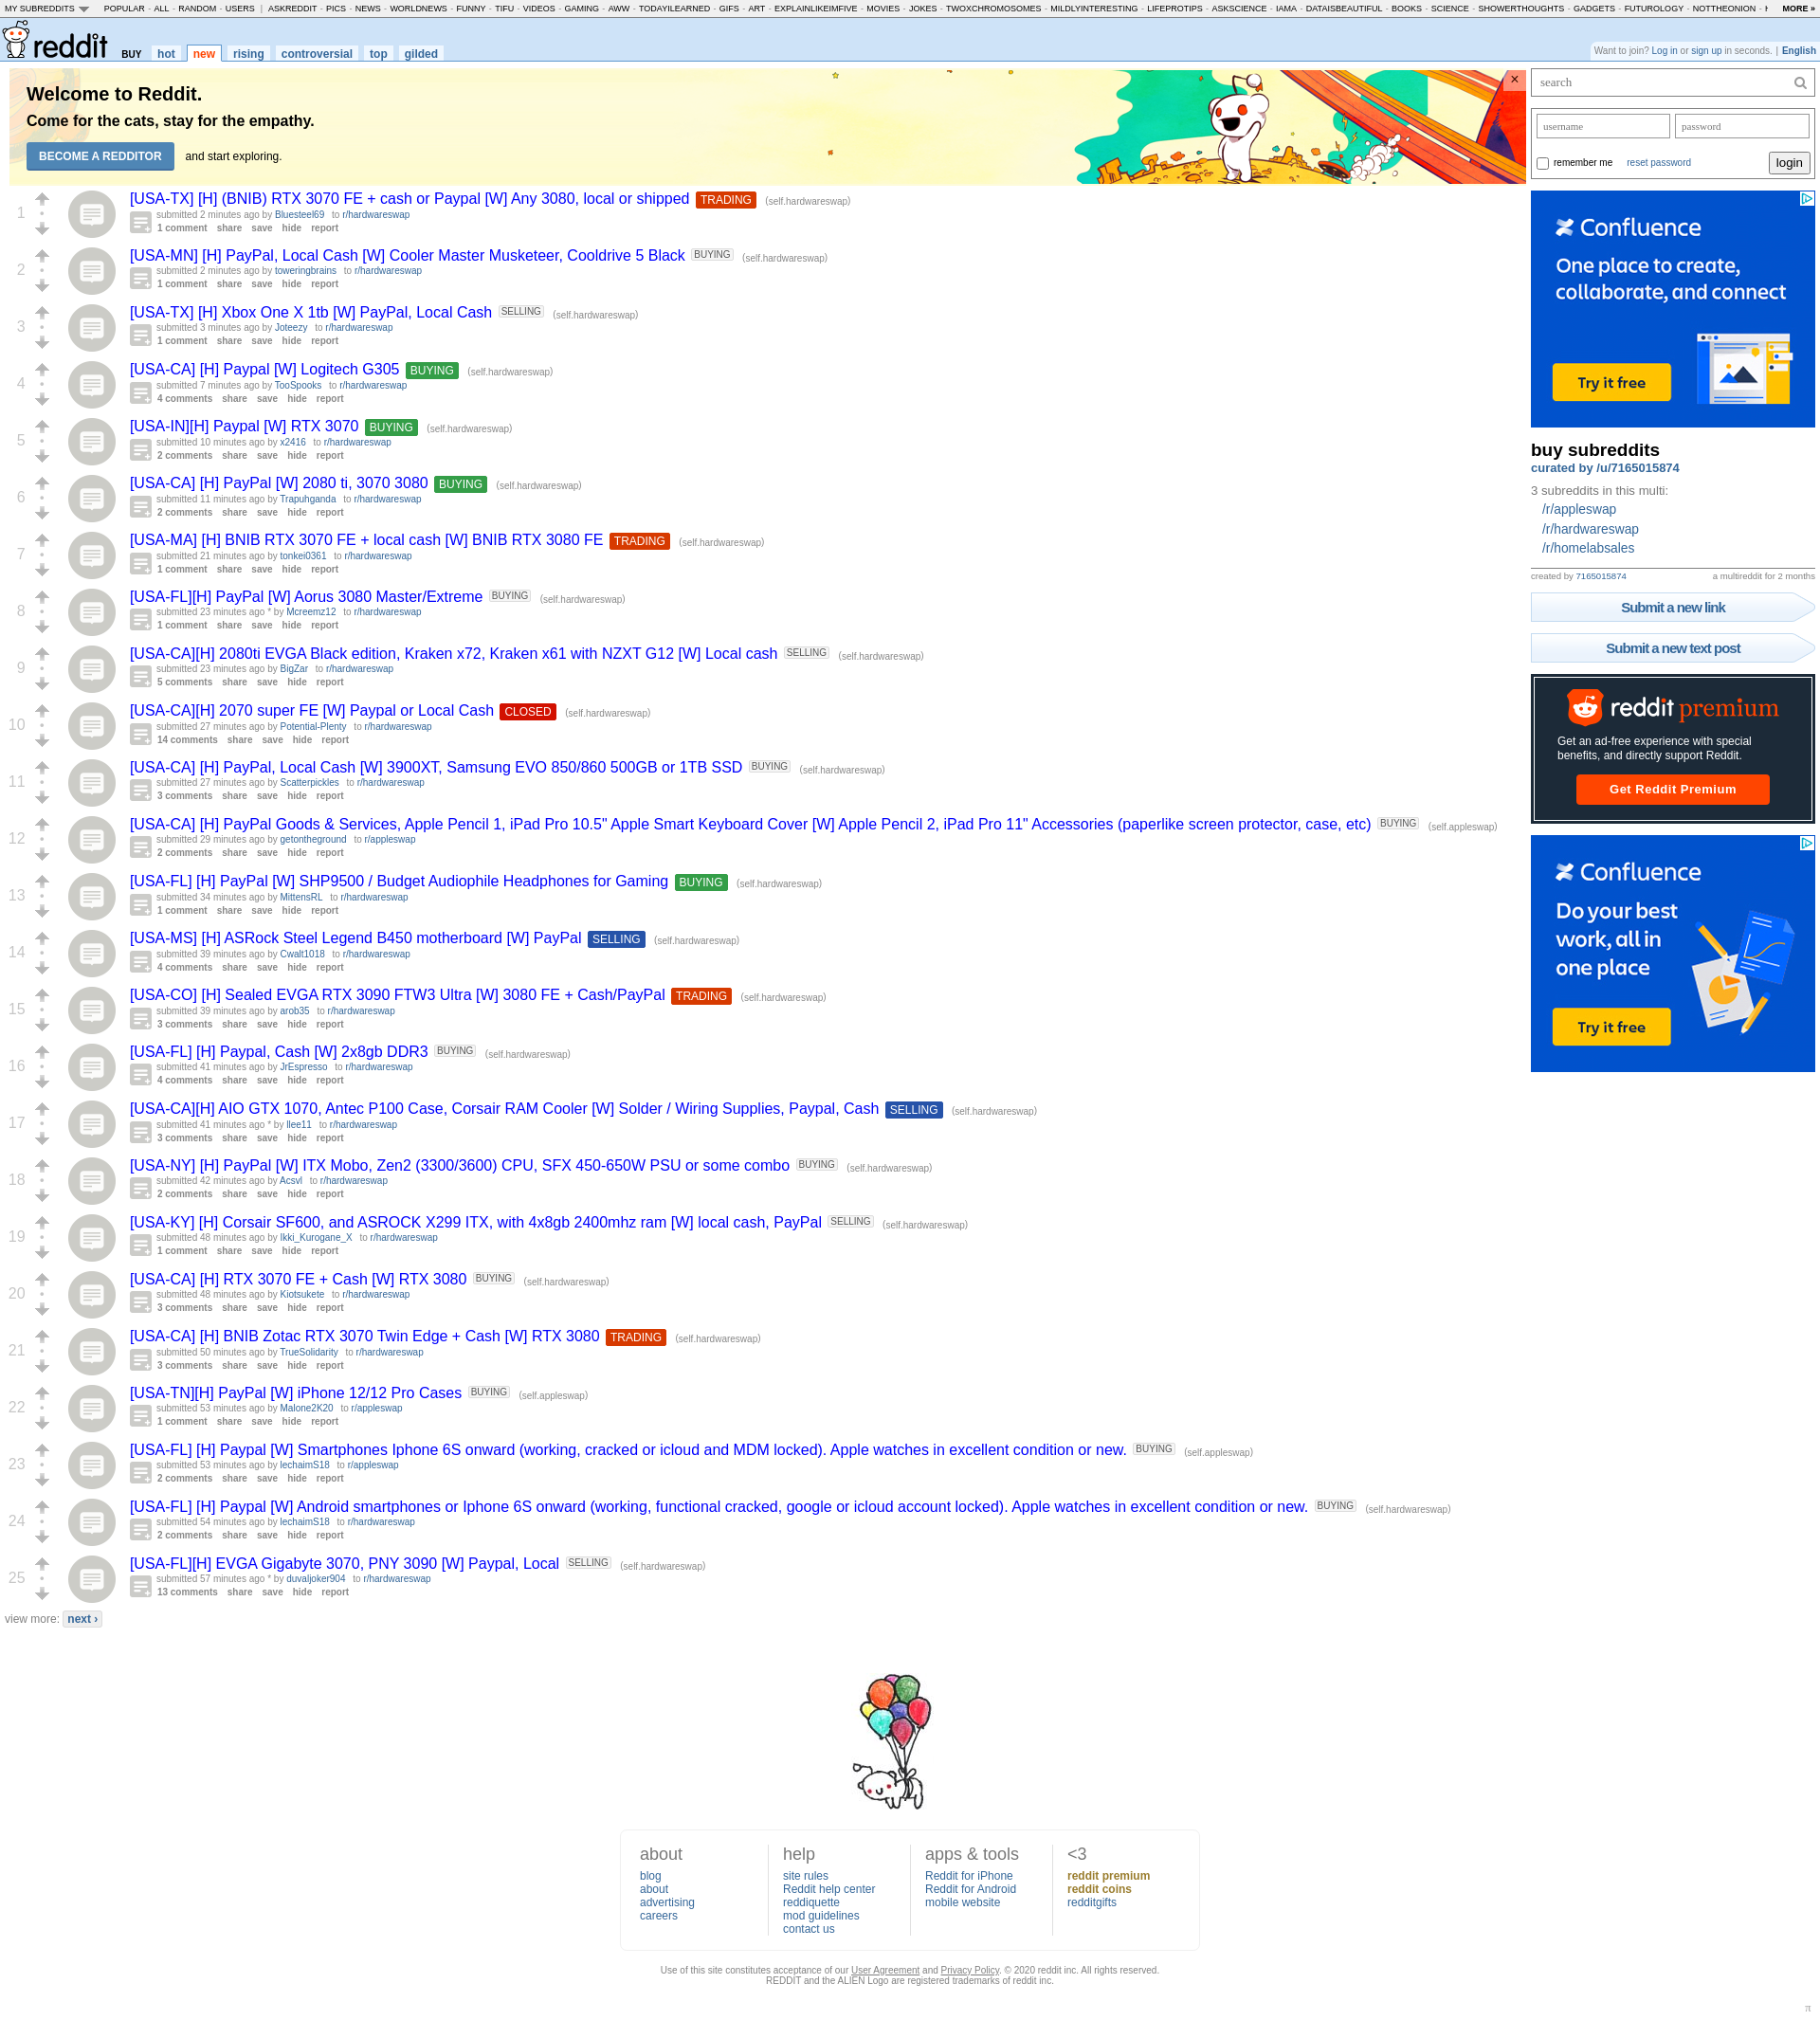 MY SUBREDDITS POPULAR - ALL - RANDOM - USERS | ASKREDDIT - PICS - NEWS - WORLDNEWS - FUNNY - TIFU - VIDEOS - GAMING - AWW - TODAYILEARNED - GIFS - ART - EXPLAINLIKEIMFIVE - MOVIES - JOKES - TWOXCHROMOSOMES - MILDLYINTERESTING - LIFEPROTIPS - ASKSCIENCE - IAMA - DATAISBEAUTIFUL - BOOKS - SCIENCE - SHOWERTHOUGHTS - GADGETS - FUTUROLOGY - NOTTHEONION - MORE »
reddit BUY hot new rising controversial top gilded
Want to join? Log in or sign up in seconds. | English
Welcome to Reddit.
Come for the cats, stay for the empathy.
BECOME A REDDITOR and start exploring.
×
1
[USA-TX] [H] (BNIB) RTX 3070 FE + cash or Paypal [W] Any 3080, local or shipped TRADING (self.hardwareswap)
submitted 2 minutes ago by Bluesteel69 to r/hardwareswap
1 comment share save hide report
2
[USA-MN] [H] PayPal, Local Cash [W] Cooler Master Musketeer, Cooldrive 5 Black BUYING (self.hardwareswap)
submitted 2 minutes ago by toweringbrains to r/hardwareswap
1 comment share save hide report
3
[USA-TX] [H] Xbox One X 1tb [W] PayPal, Local Cash SELLING (self.hardwareswap)
submitted 3 minutes ago by Joteezy to r/hardwareswap
1 comment share save hide report
4
[USA-CA] [H] Paypal [W] Logitech G305 BUYING (self.hardwareswap)
submitted 7 minutes ago by TooSpooks to r/hardwareswap
4 comments share save hide report
5
[USA-IN][H] Paypal [W] RTX 3070 BUYING (self.hardwareswap)
submitted 10 minutes ago by x2416 to r/hardwareswap
2 comments share save hide report
6
[USA-CA] [H] PayPal [W] 2080 ti, 3070 3080 BUYING (self.hardwareswap)
submitted 11 minutes ago by Trapuhganda to r/hardwareswap
2 comments share save hide report
7
[USA-MA] [H] BNIB RTX 3070 FE + local cash [W] BNIB RTX 3080 FE TRADING (self.hardwareswap)
submitted 21 minutes ago by tonkei0361 to r/hardwareswap
1 comment share save hide report
8
[USA-FL][H] PayPal [W] Aorus 3080 Master/Extreme BUYING (self.hardwareswap)
submitted 23 minutes ago * by Mcreemz12 to r/hardwareswap
1 comment share save hide report
9
[USA-CA][H] 2080ti EVGA Black edition, Kraken x72, Kraken x61 with NZXT G12 [W] Local cash SELLING (self.hardwareswap)
submitted 23 minutes ago by BigZar to r/hardwareswap
5 comments share save hide report
10
[USA-CA][H] 2070 super FE [W] Paypal or Local Cash CLOSED (self.hardwareswap)
submitted 27 minutes ago by Potential-Plenty to r/hardwareswap
14 comments share save hide report
11
[USA-CA] [H] PayPal, Local Cash [W] 3900XT, Samsung EVO 850/860 500GB or 1TB SSD BUYING (self.hardwareswap)
submitted 27 minutes ago by Scatterpickles to r/hardwareswap
3 comments share save hide report
12
[USA-CA] [H] PayPal Goods & Services, Apple Pencil 1, iPad Pro 10.5" Apple Smart Keyboard Cover [W] Apple Pencil 2, iPad Pro 11" Accessories (paperlike screen protector, case, etc) BUYING (self.appleswap)
submitted 29 minutes ago by getontheground to r/appleswap
2 comments share save hide report
13
[USA-FL] [H] PayPal [W] SHP9500 / Budget Audiophile Headphones for Gaming BUYING (self.hardwareswap)
submitted 34 minutes ago by MittensRL to r/hardwareswap
1 comment share save hide report
14
[USA-MS] [H] ASRock Steel Legend B450 motherboard [W] PayPal SELLING (self.hardwareswap)
submitted 39 minutes ago by Cwalt1018 to r/hardwareswap
4 comments share save hide report
15
[USA-CO] [H] Sealed EVGA RTX 3090 FTW3 Ultra [W] 3080 FE + Cash/PayPal TRADING (self.hardwareswap)
submitted 39 minutes ago by arob35 to r/hardwareswap
3 comments share save hide report
16
[USA-FL] [H] Paypal, Cash [W] 2x8gb DDR3 BUYING (self.hardwareswap)
submitted 41 minutes ago by JrEspresso to r/hardwareswap
4 comments share save hide report
17
[USA-CA][H] AIO GTX 1070, Antec P100 Case, Corsair RAM Cooler [W] Solder / Wiring Supplies, Paypal, Cash SELLING (self.hardwareswap)
submitted 41 minutes ago * by llee11 to r/hardwareswap
3 comments share save hide report
18
[USA-NY] [H] PayPal [W] ITX Mobo, Zen2 (3300/3600) CPU, SFX 450-650W PSU or some combo BUYING (self.hardwareswap)
submitted 42 minutes ago by Acsvl to r/hardwareswap
2 comments share save hide report
19
[USA-KY] [H] Corsair SF600, and ASROCK X299 ITX, with 4x8gb 2400mhz ram [W] local cash, PayPal SELLING (self.hardwareswap)
submitted 48 minutes ago by Ikki_Kurogane_X to r/hardwareswap
1 comment share save hide report
20
[USA-CA] [H] RTX 3070 FE + Cash [W] RTX 3080 BUYING (self.hardwareswap)
submitted 48 minutes ago by Kiotsukete to r/hardwareswap
3 comments share save hide report
21
[USA-CA] [H] BNIB Zotac RTX 3070 Twin Edge + Cash [W] RTX 3080 TRADING (self.hardwareswap)
submitted 50 minutes ago by TrueSolidarity to r/hardwareswap
3 comments share save hide report
22
[USA-TN][H] PayPal [W] iPhone 12/12 Pro Cases BUYING (self.appleswap)
submitted 53 minutes ago by Malone2K20 to r/appleswap
1 comment share save hide report
23
[USA-FL] [H] Paypal [W] Smartphones Iphone 6S onward (working, cracked or icloud and MDM locked). Apple watches in excellent condition or new. BUYING (self.appleswap)
submitted 53 minutes ago by lechaimS18 to r/appleswap
2 comments share save hide report
24
[USA-FL] [H] Paypal [W] Android smartphones or Iphone 6S onward (working, functional cracked, google or icloud account locked). Apple watches in excellent condition or new. BUYING (self.hardwareswap)
submitted 54 minutes ago by lechaimS18 to r/hardwareswap
2 comments share save hide report
25
[USA-FL][H] EVGA Gigabyte 3070, PNY 3090 [W] Paypal, Local SELLING (self.hardwareswap)
submitted 57 minutes ago * by duvaljoker904 to r/hardwareswap
13 comments share save hide report
view more: next ›
search
username password
remember me reset password login
Confluence
One place to create,
collaborate, and connect
Try it free
buy subreddits
curated by /u/7165015874
3 subreddits in this multi:
/r/appleswap
/r/hardwareswap
/r/homelabsales
created by 7165015874 a multireddit for 2 months
Submit a new link
Submit a new text post
reddit premium
Get an ad-free experience with special
benefits, and directly support Reddit.
Get Reddit Premium
Confluence
Do your best
work, all in
one place
Try it free
about
blog
about
advertising
careers
help
site rules
Reddit help center
reddiquette
mod guidelines
contact us
apps & tools
Reddit for iPhone
Reddit for Android
mobile website
<3
reddit premium
reddit coins
redditgifts
Use of this site constitutes acceptance of our User Agreement and Privacy Policy. © 2020 reddit inc. All rights reserved.
REDDIT and the ALIEN Logo are registered trademarks of reddit inc.
π